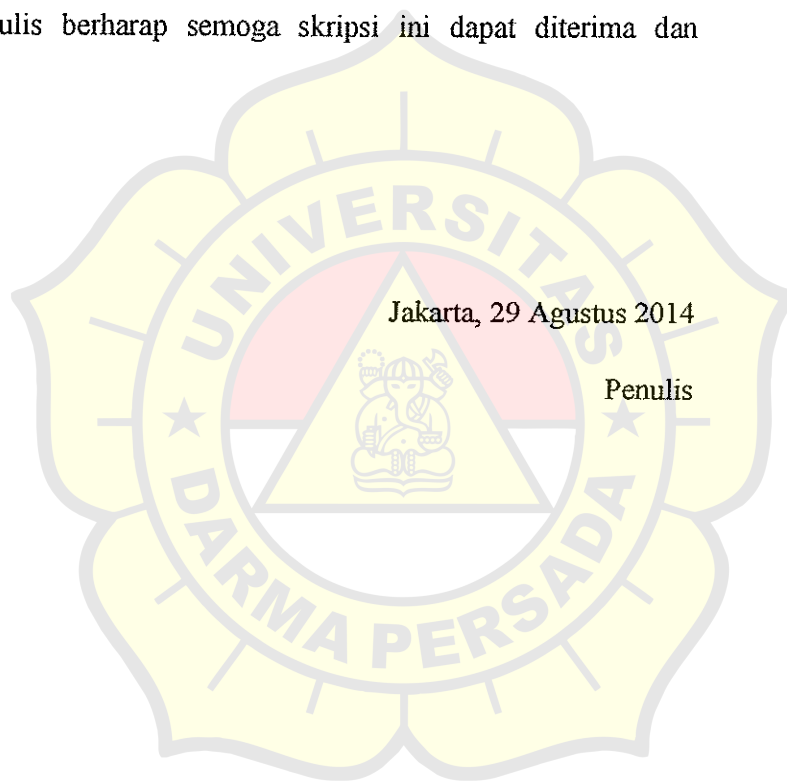 ulis berharap semoga skripsi ini dapat diterima dan
Jakarta, 29 Agustus 2014
Penulis
UNIVERSITAS
DARMA PERSADA